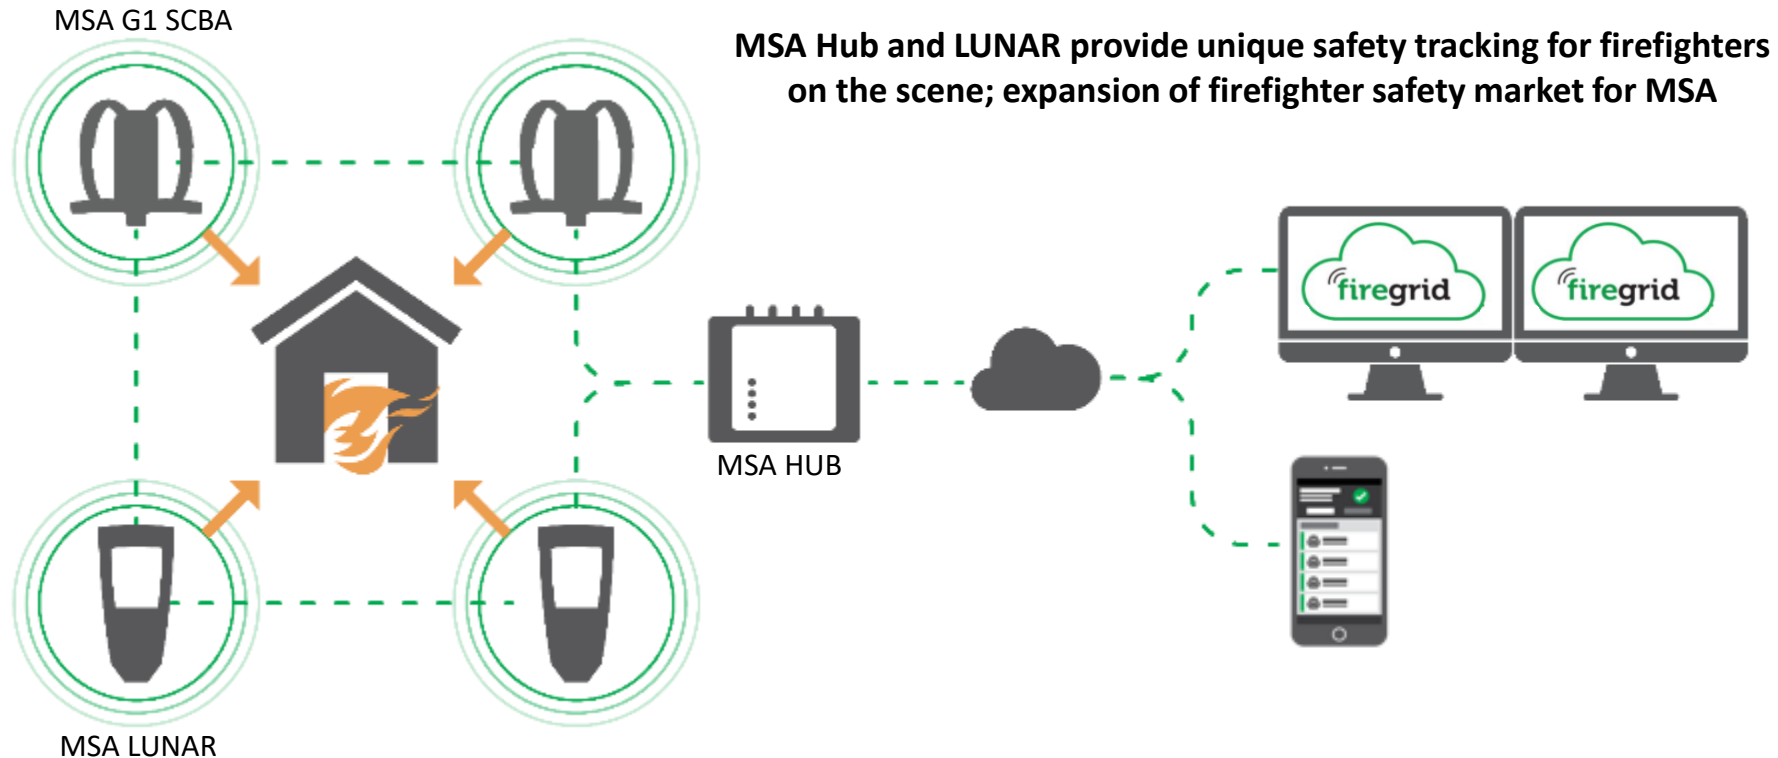 MSA G1 SCBA
MSA Hub and LUNAR provide unique safety tracking for firefighters
on the scene; expansion of firefighter safety market for MSA
firegrid
firegrid
MSA HUB
MSA LUNAR